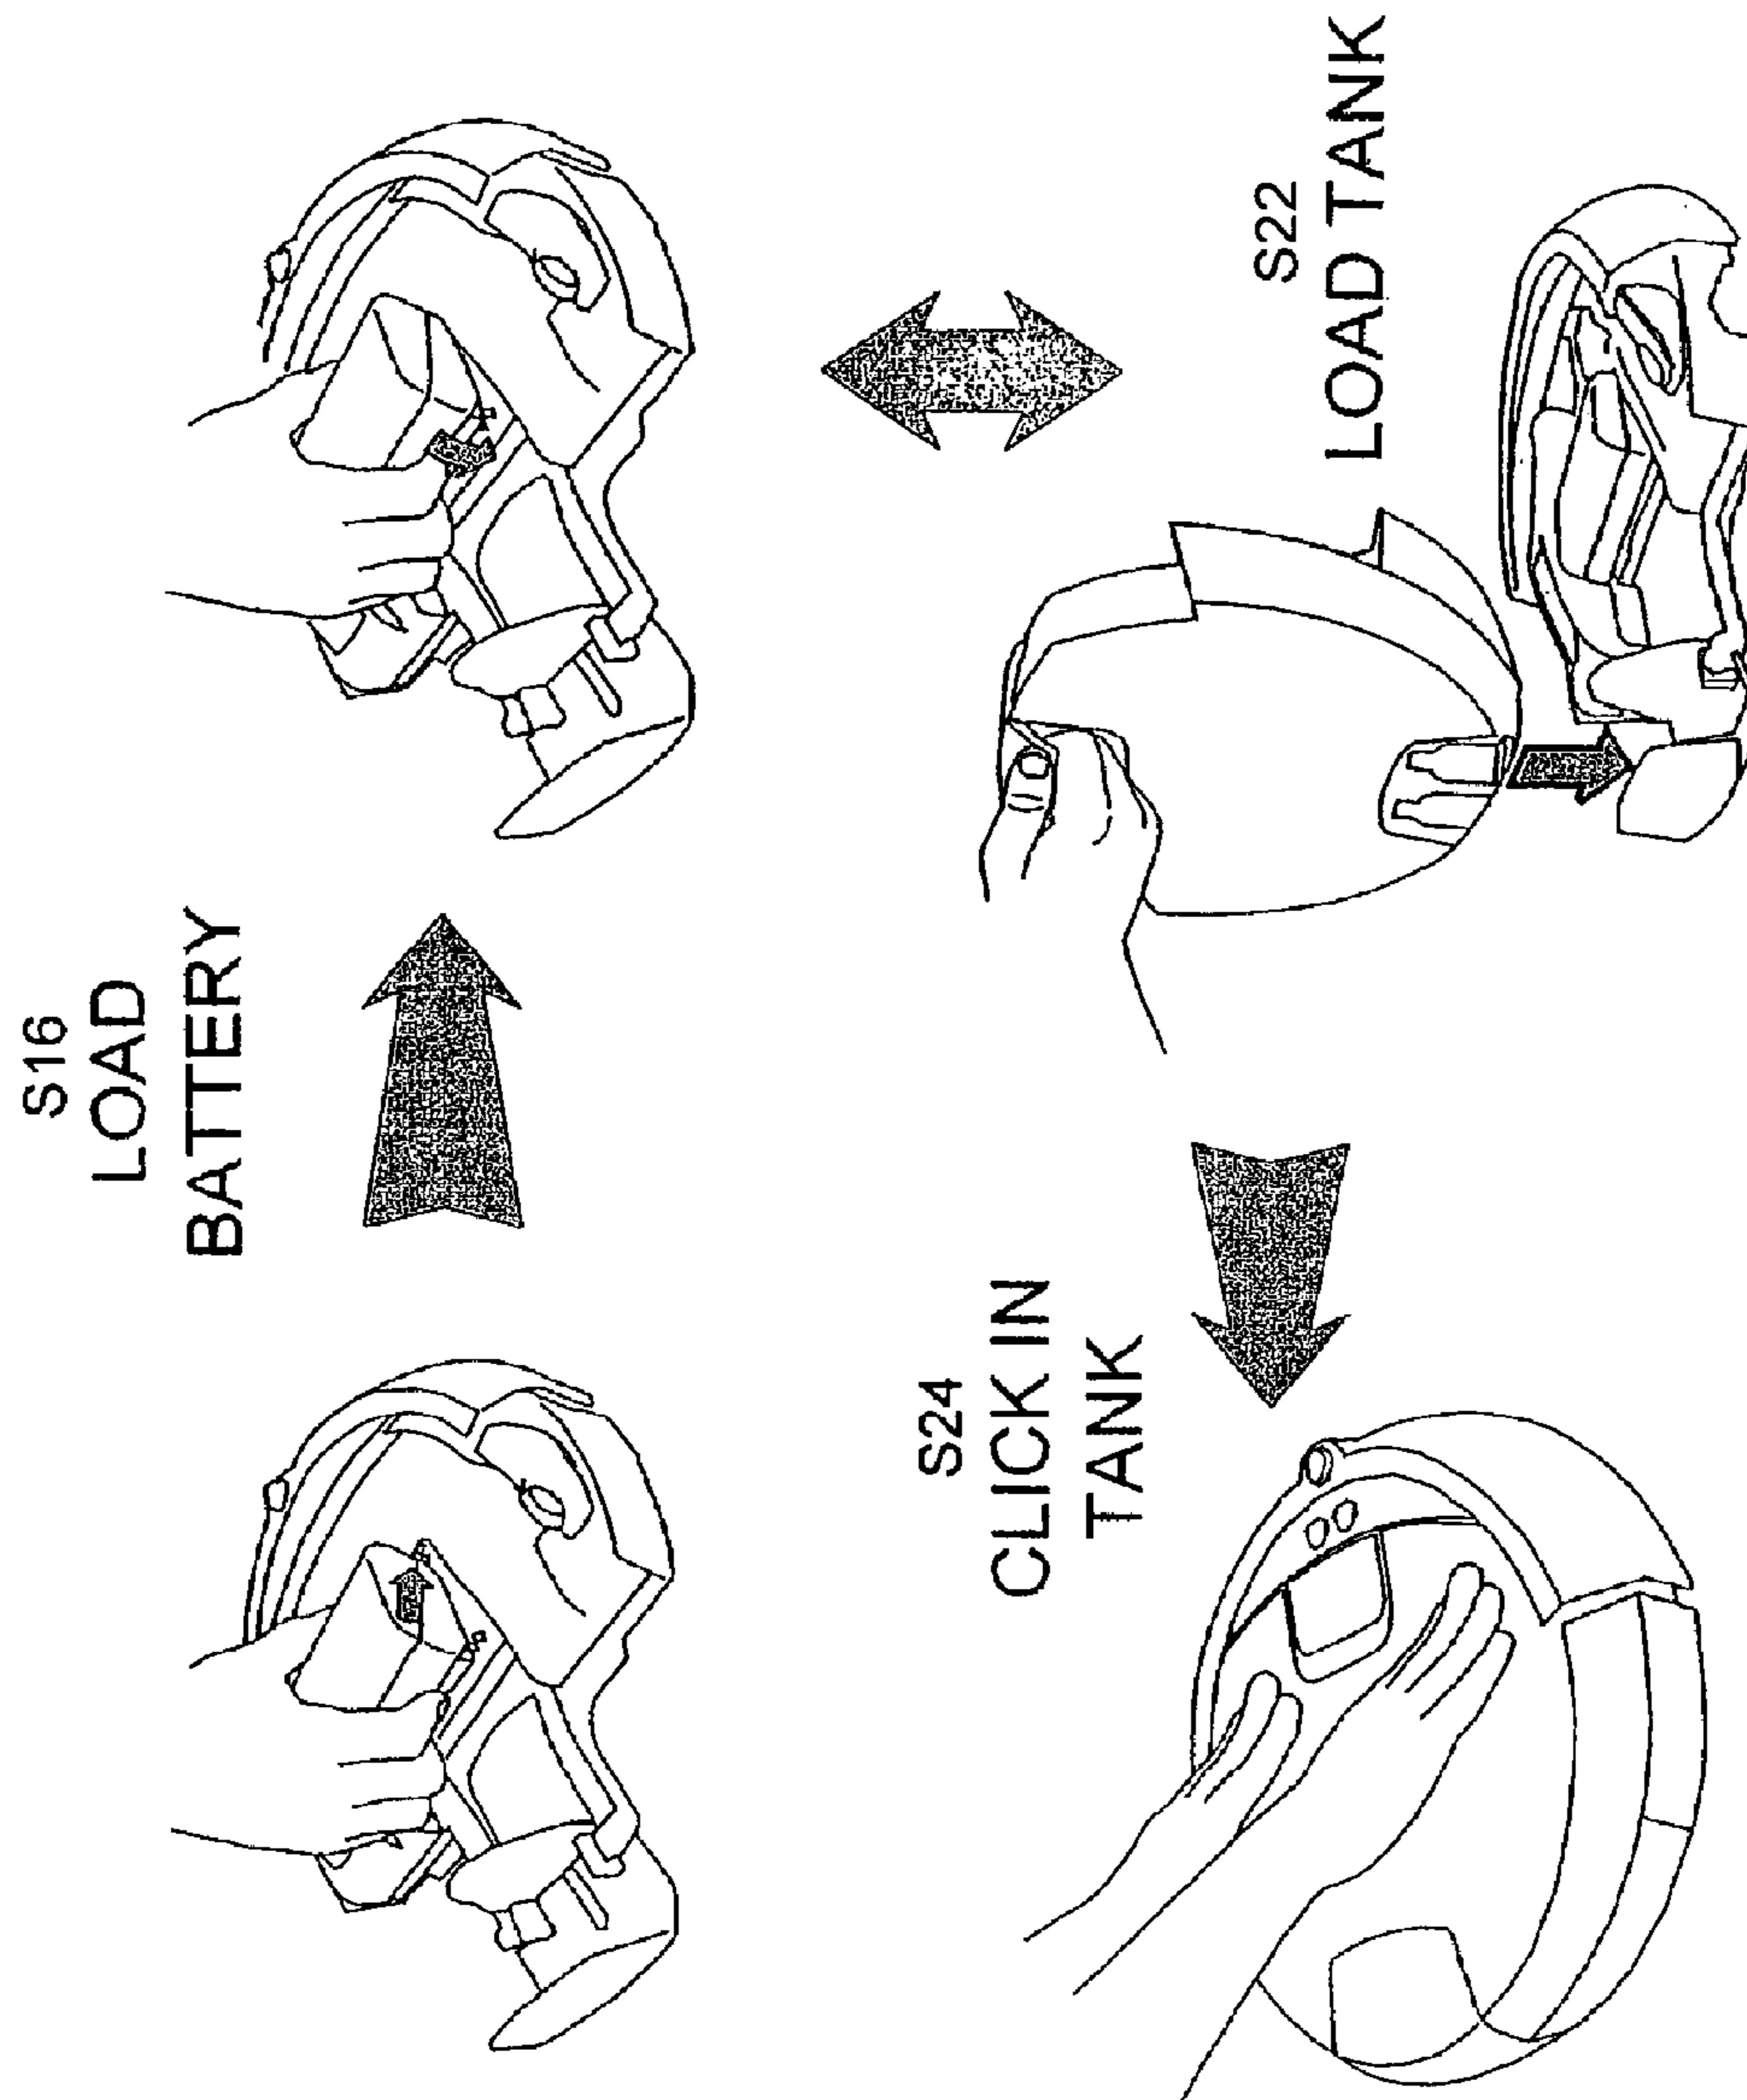 S16
LOAD
BATTERY
S24
CLICK IN
TANK
S22
LOAD TANK